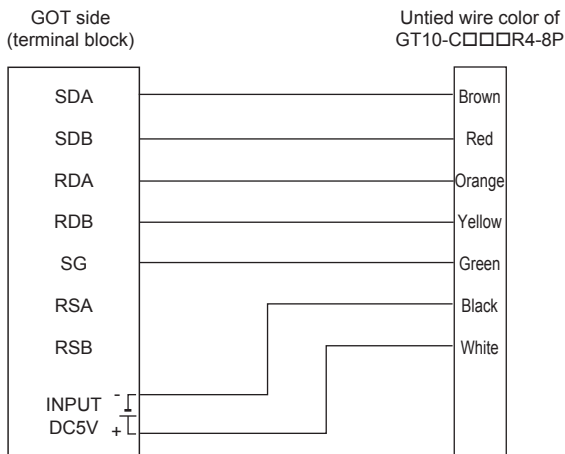 GOT side
(terminal block)
Untied wire color of
GT10-C□□□R4-8P
SDA
Brown
SDB
Red
RDA
Orange
RDB
Yellow
SG
Green
RSA
Black
RSB
White
INPUT -
DC5V +